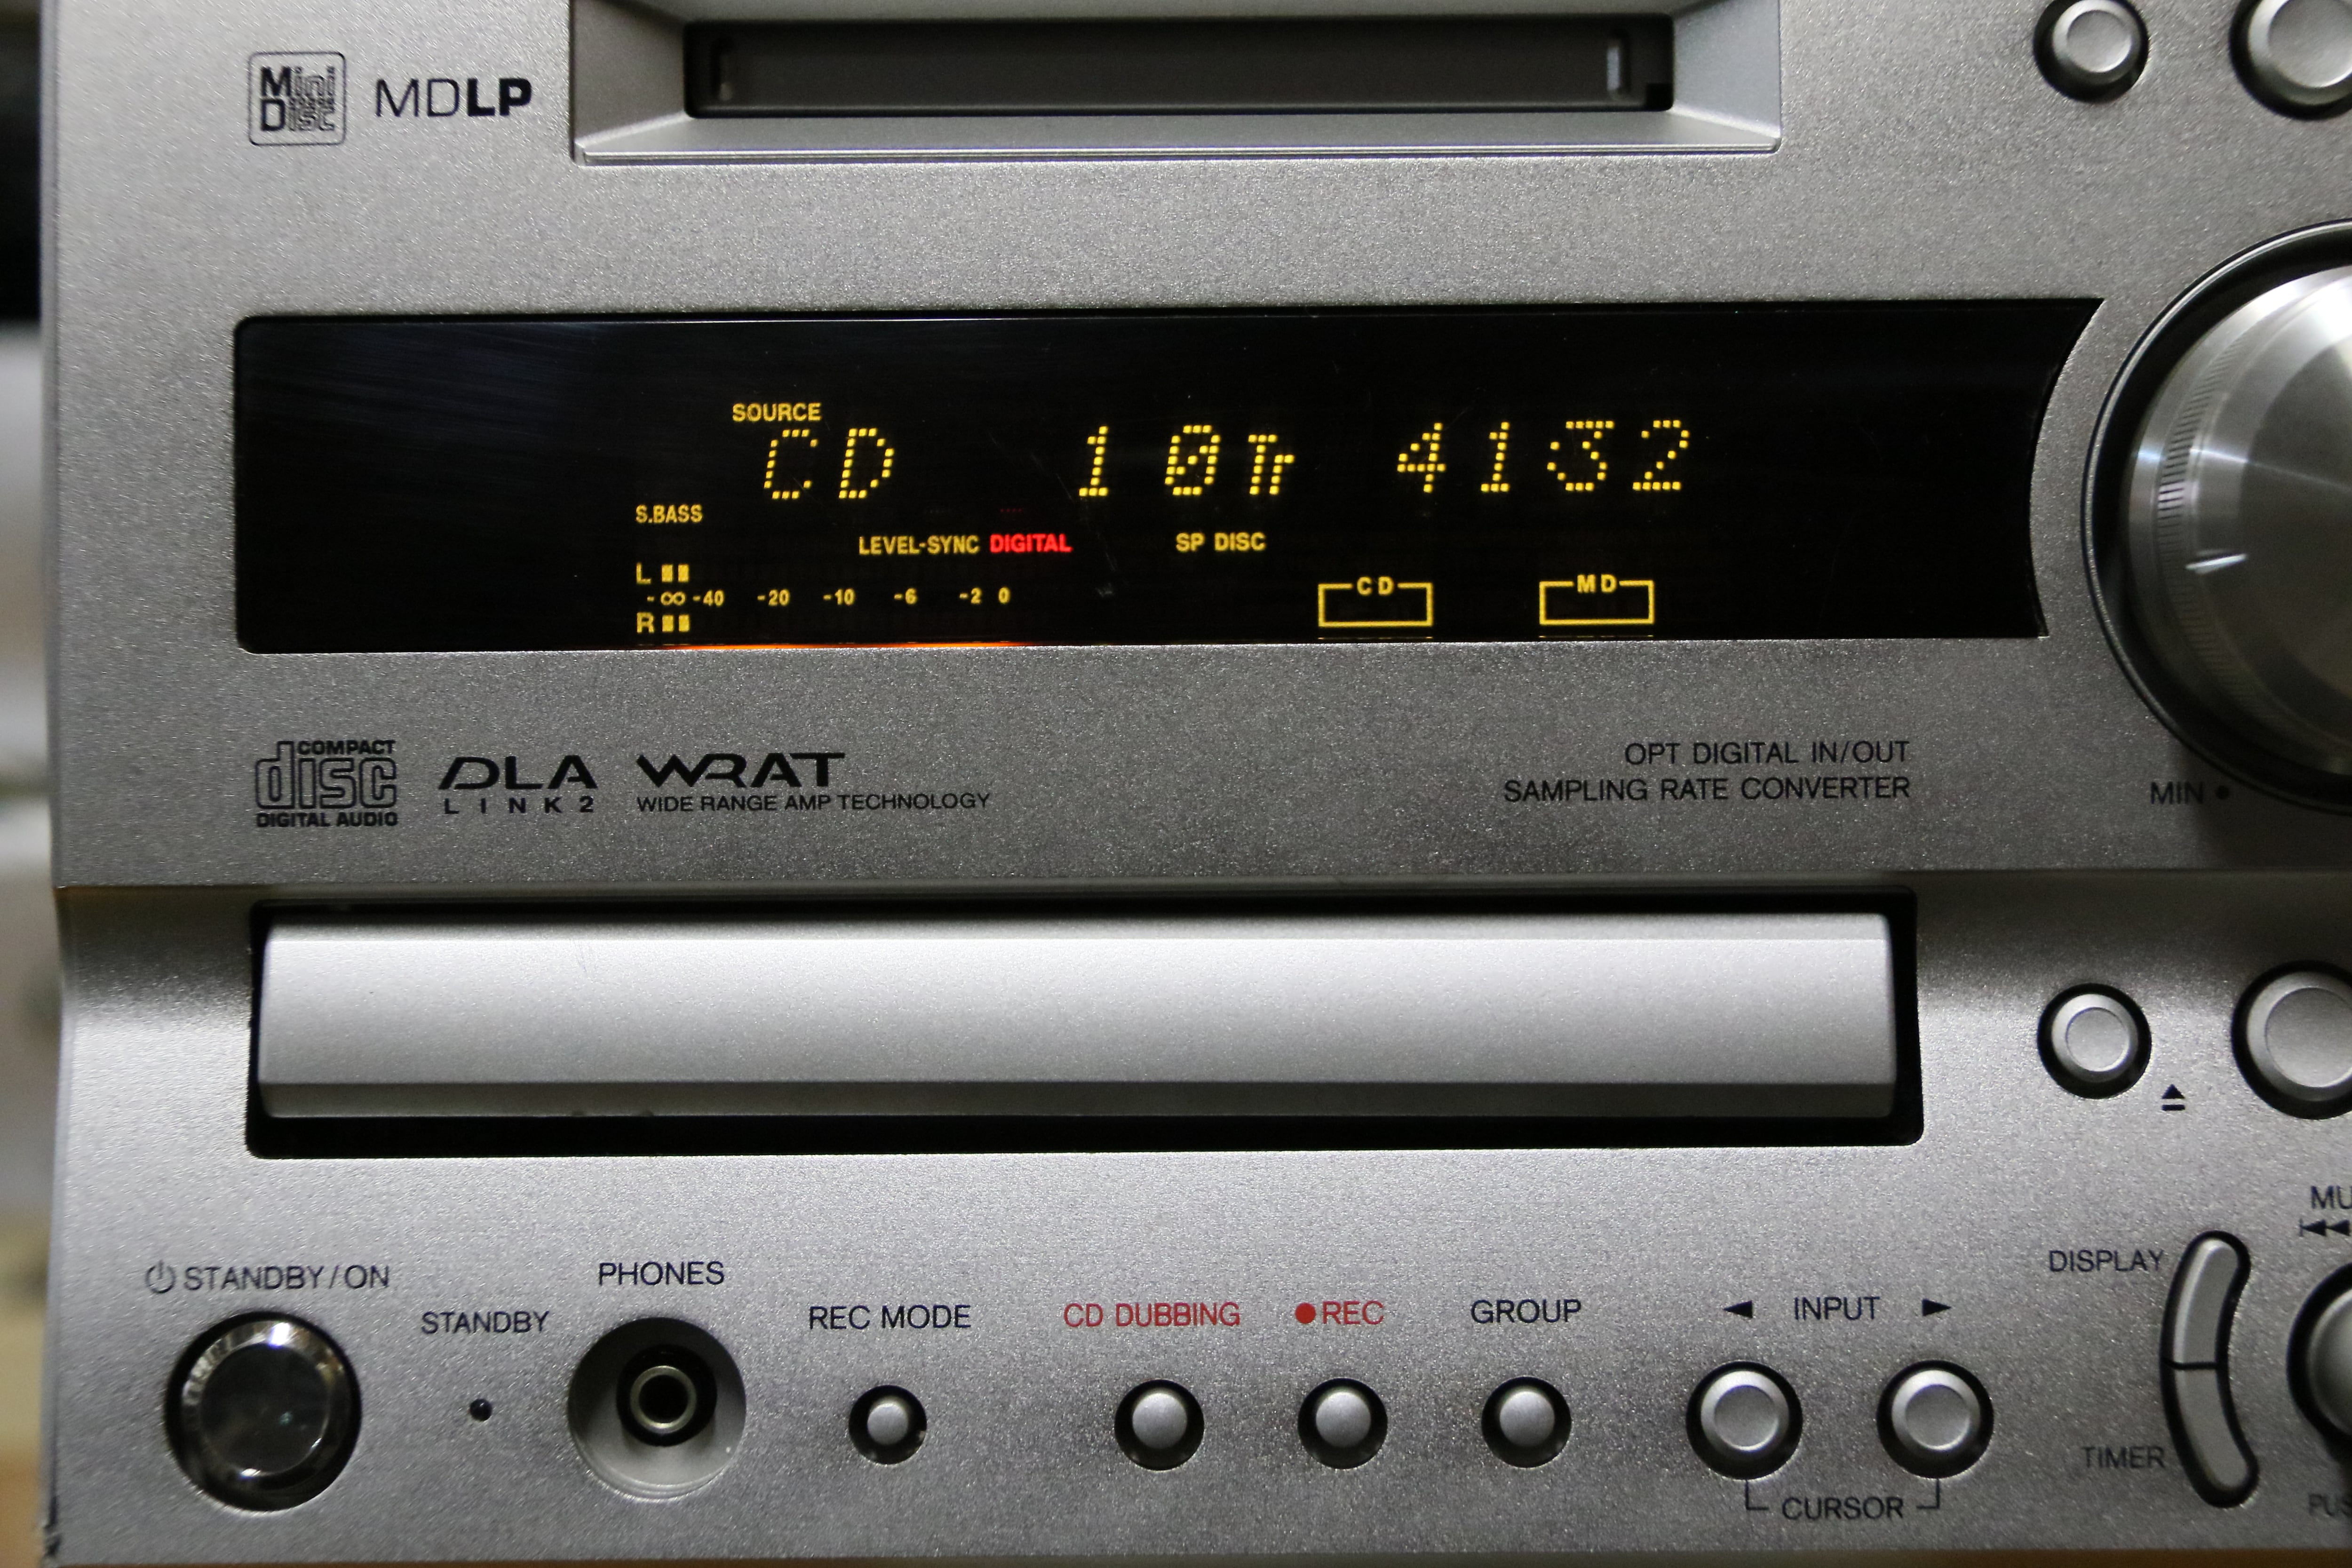 Mini Disc MDLP
SOURCE
CD 10Tr 41:32
S.BASS
LEVEL-SYNC DIGITAL SP DISC
L
-∞ -40 -20 -10 -6 -2 0 CD MD
R
COMPACT disc DIGITAL AUDIO
DLA LINK2
WRAT
WIDE RANGE AMP TECHNOLOGY
OPT DIGITAL IN/OUT
SAMPLING RATE CONVERTER
MIN
STANDBY/ON
STANDBY
PHONES
REC MODE
CD DUBBING
●REC
GROUP
◄ INPUT ►
CURSOR
DISPLAY
TIMER